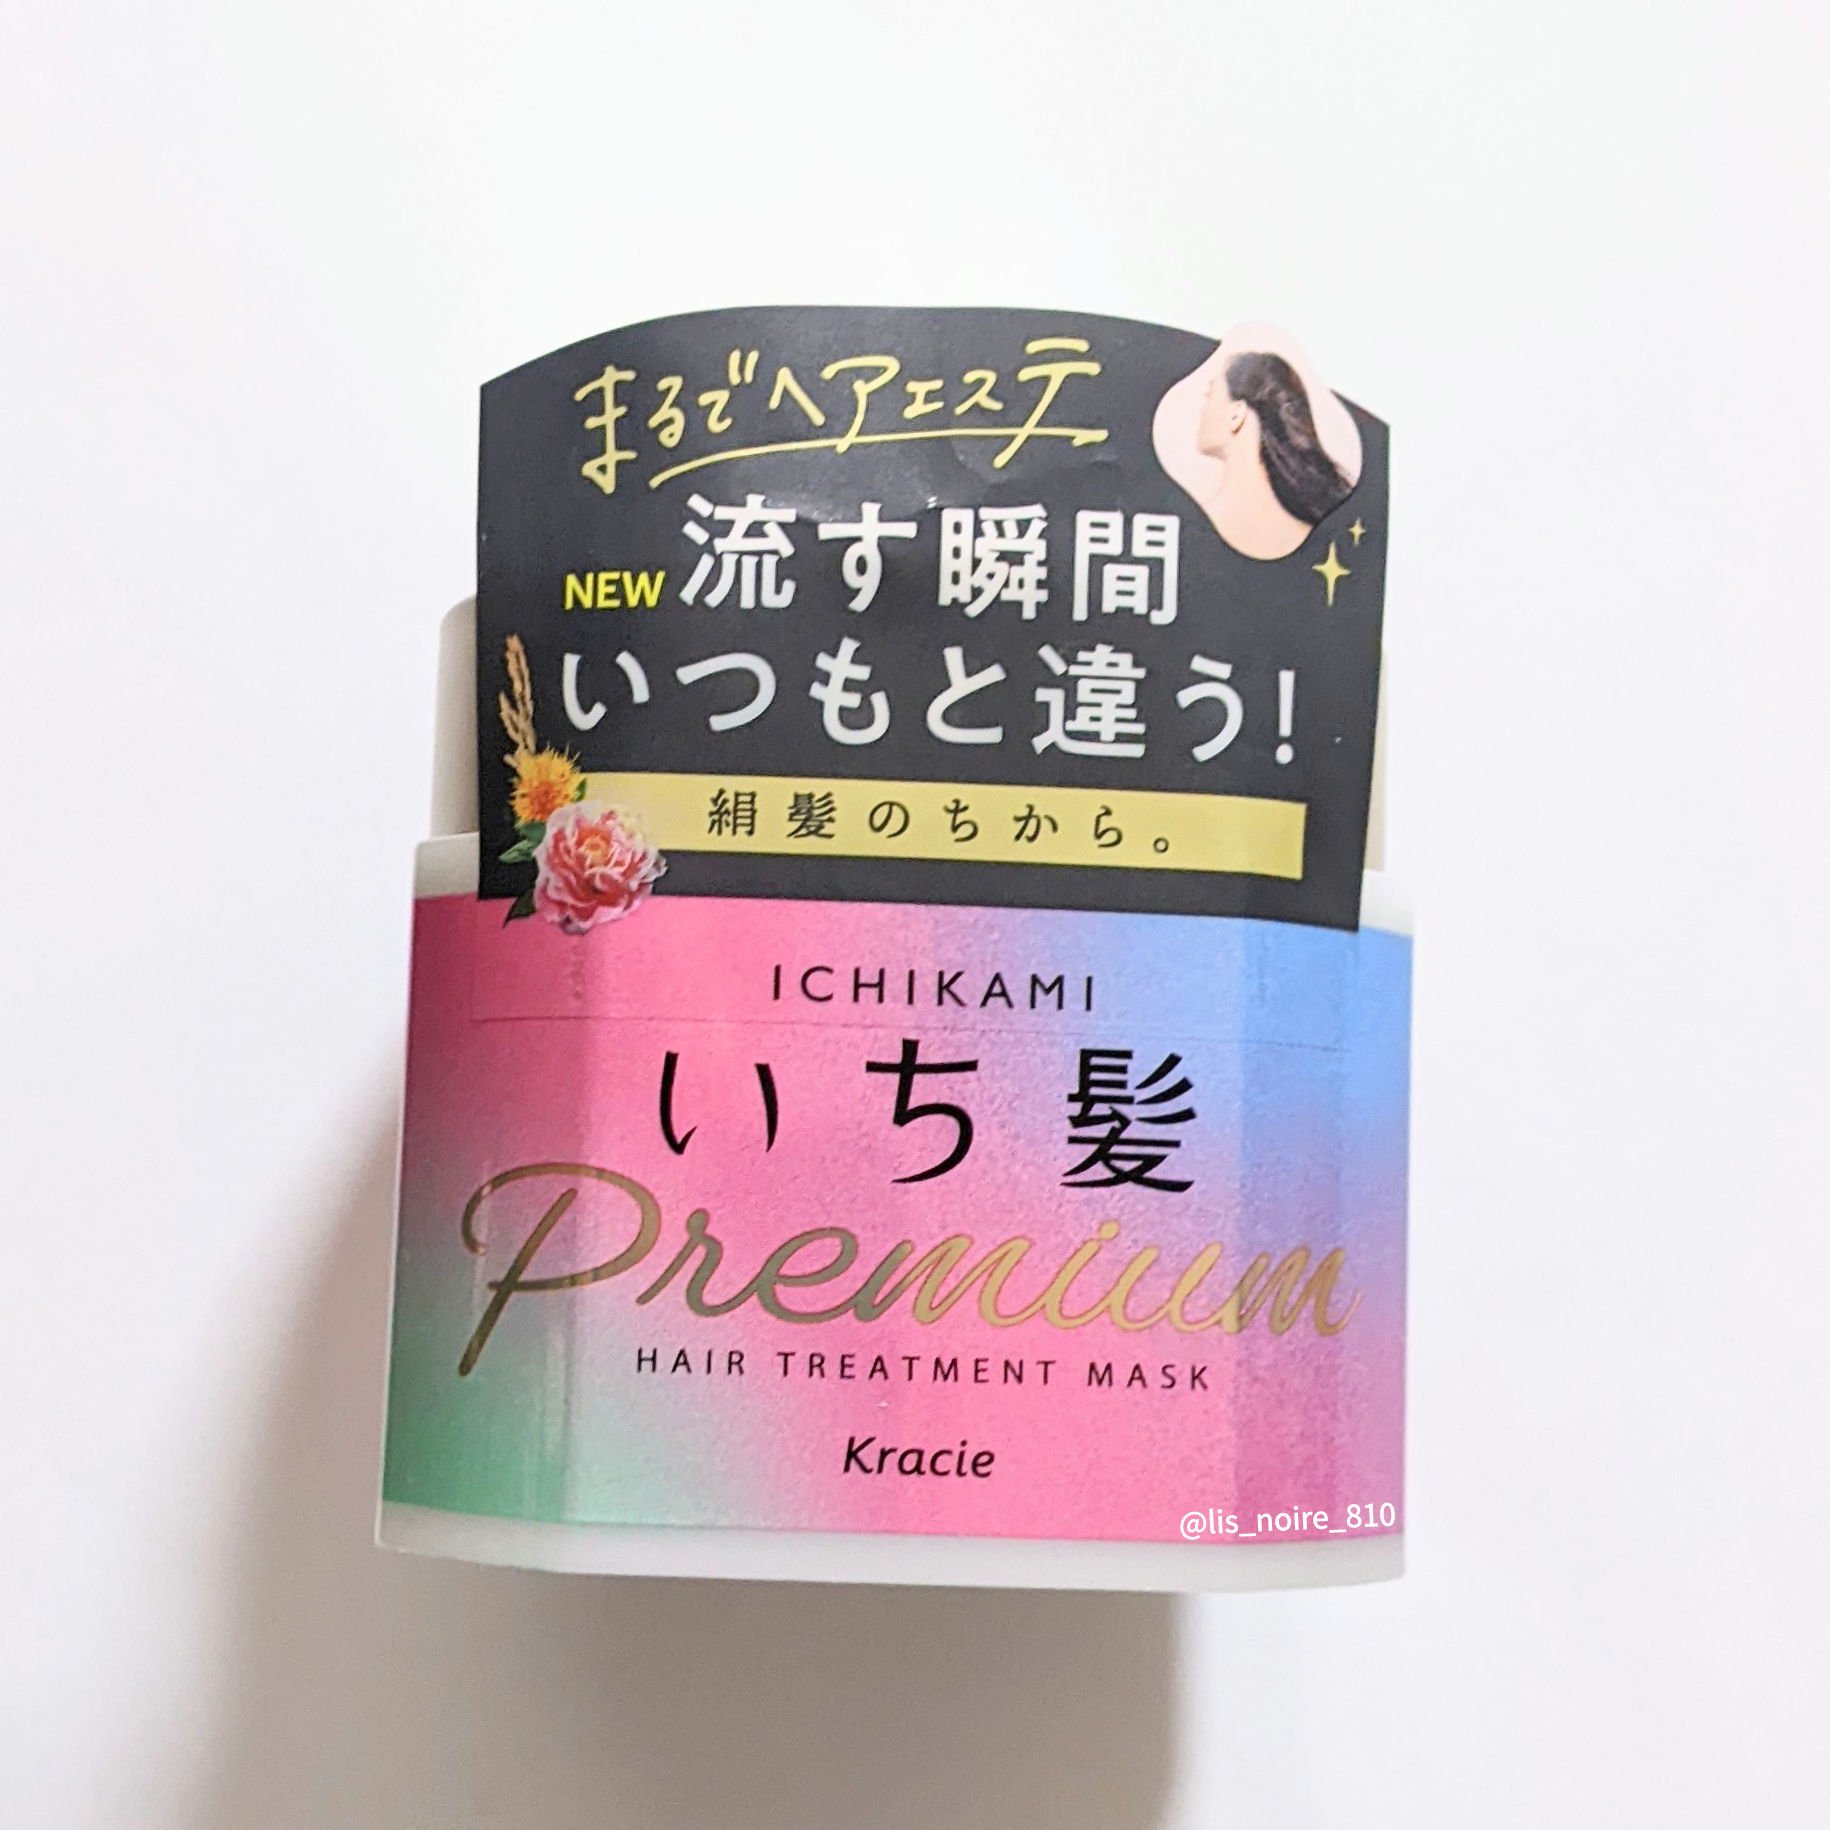 まるでヘアエステ
NEW 流す瞬間
いつもと違う!
絹髪のちから。
ICHIKAMI
いち髪
Premium
HAIR TREATMENT MASK
Kracie
@lis_noire_810